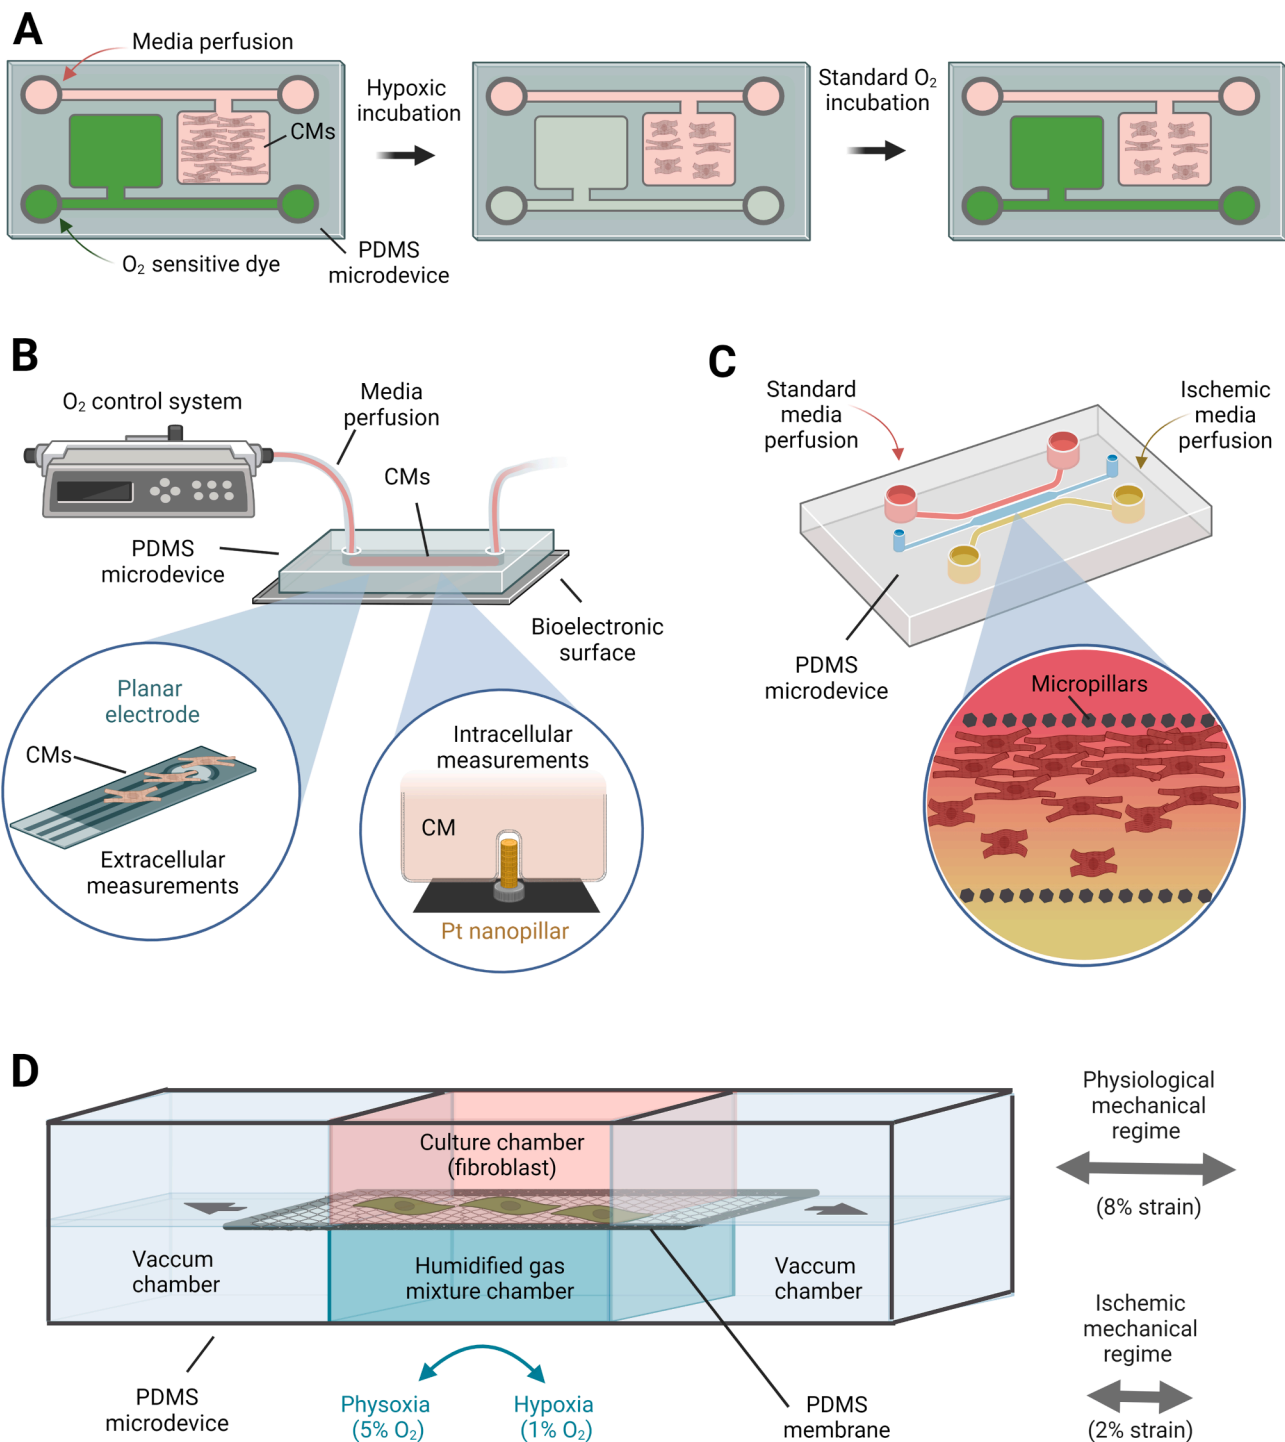 A
Media perfusion
CMs
O₂ sensitive dye
PDMS
microdevice
Hypoxic
incubation
Standard O₂
incubation
B
O₂ control system
Media
perfusion
CMs
PDMS
microdevice
Bioelectronic
surface
Planar
electrode
CMs
Extracellular
measurements
Intracellular
measurements
CM
Pt nanopillar
C
Standard
media
perfusion
Ischemic
media
perfusion
PDMS
microdevice
Micropillars
D
Culture chamber
(fibroblast)
Vaccum
chamber
Humidified gas
mixture chamber
Vaccum
chamber
PDMS
microdevice
Physoxia
(5% O₂)
Hypoxia
(1% O₂)
PDMS
membrane
Physiological
mechanical
regime
(8% strain)
Ischemic
mechanical
regime
(2% strain)